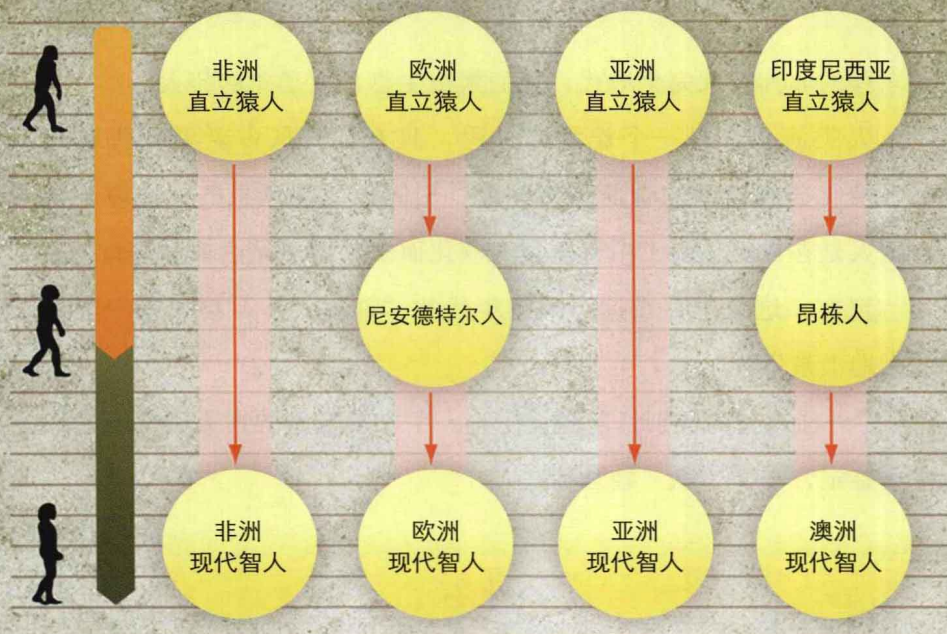 非洲
直立猿人
欧洲
直立猿人
亚洲
直立猿人
印度尼西亚
直立猿人
尼安德特尔人
昂栋人
非洲
现代智人
欧洲
现代智人
亚洲
现代智人
澳洲
现代智人